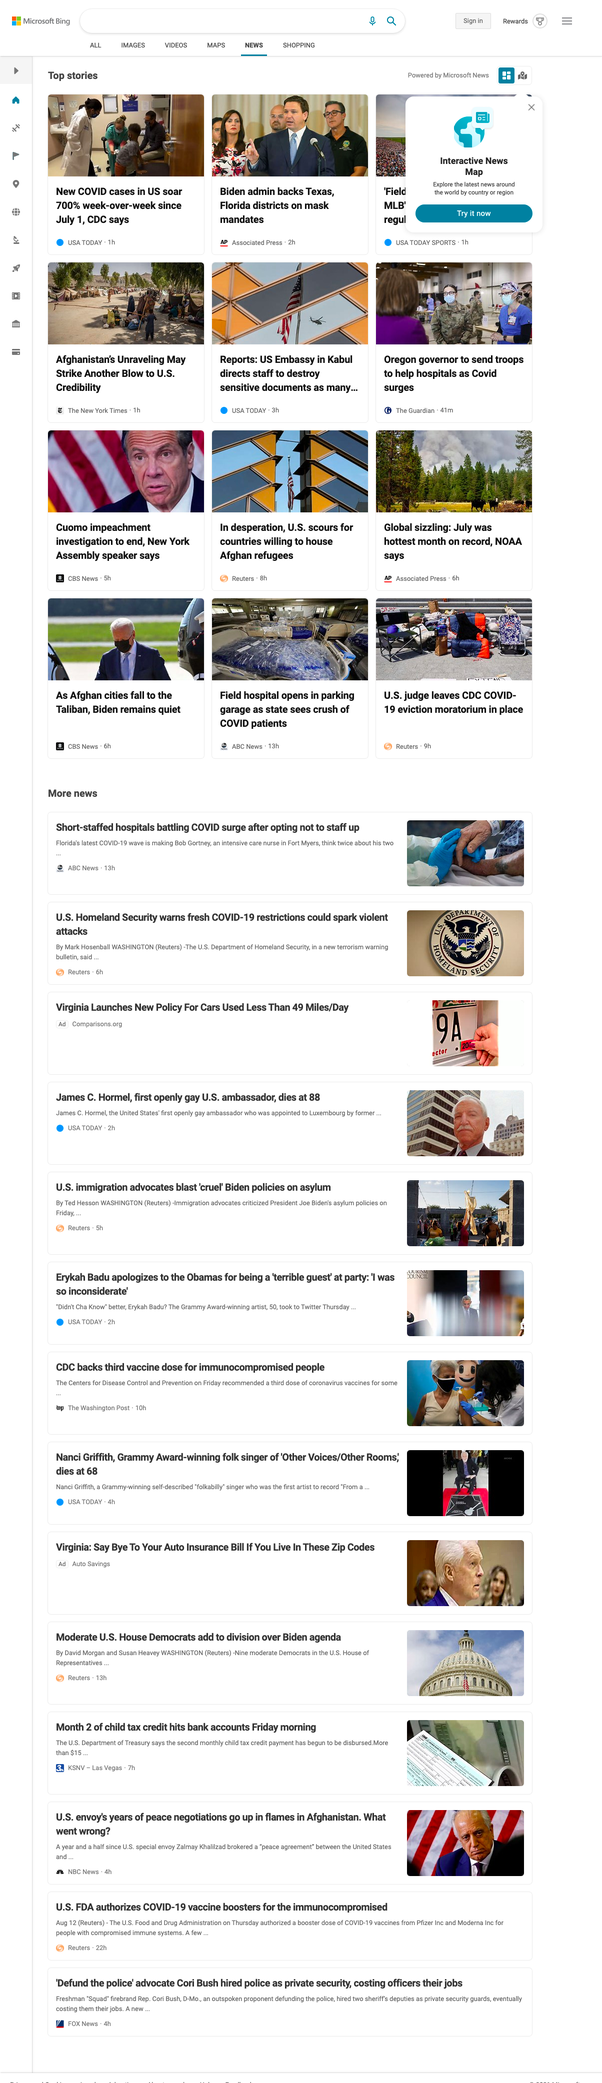 Microsoft Bing
Sign in
Rewards
ALL
IMAGES
VIDEOS
MAPS
NEWS
SHOPPING
Top stories
Powered by Microsoft News
New COVID cases in US soar
700% week-over-week since
July 1, CDC says
USA TODAY · 1h
Biden admin backs Texas,
Florida districts on mask
mandates
AP Associated Press · 2h
'Field
MLB'
regul
USA TODAY SPORTS · 1h
Interactive News
Map
Explore the latest news around
the world by country or region
Try it now
Afghanistan's Unraveling May
Strike Another Blow to U.S.
Credibility
The New York Times · 1h
Reports: US Embassy in Kabul
directs staff to destroy
sensitive documents as many...
USA TODAY · 3h
Oregon governor to send troops
to help hospitals as Covid
surges
The Guardian · 41m
Cuomo impeachment
investigation to end, New York
Assembly speaker says
CBS News · 5h
In desperation, U.S. scours for
countries willing to house
Afghan refugees
Reuters · 8h
Global sizzling: July was
hottest month on record, NOAA
says
AP Associated Press · 6h
As Afghan cities fall to the
Taliban, Biden remains quiet
CBS News · 6h
Field hospital opens in parking
garage as state sees crush of
COVID patients
ABC News · 13h
U.S. judge leaves CDC COVID-
19 eviction moratorium in place
Reuters · 9h
More news
Short-staffed hospitals battling COVID surge after opting not to staff up
Florida's latest COVID-19 wave is making Bob Gortney, an intensive care nurse in Fort Myers, think twice about his two
...
ABC News · 13h
U.S. Homeland Security warns fresh COVID-19 restrictions could spark violent
attacks
By Mark Hosenball WASHINGTON (Reuters) -The U.S. Department of Homeland Security, in a new terrorism warning
bulletin, said ...
Reuters · 6h
U.S. DEPARTMENT OF HOMELAND SECURITY
Virginia Launches New Policy For Cars Used Less Than 49 Miles/Day
Ad Comparisons.org
9A
ector
James C. Hormel, first openly gay U.S. ambassador, dies at 88
James C. Hormel, the United States' first openly gay ambassador who was appointed to Luxembourg by former ...
USA TODAY · 2h
U.S. immigration advocates blast 'cruel' Biden policies on asylum
By Ted Hesson WASHINGTON (Reuters) -Immigration advocates criticized President Joe Biden's asylum policies on
Friday, ...
Reuters · 5h
Erykah Badu apologizes to the Obamas for being a 'terrible guest' at party: 'I was
so inconsiderate'
"Didn't Cha Know" better, Erykah Badu? The Grammy Award-winning artist, 50, took to Twitter Thursday ...
USA TODAY · 2h
COUNCIL
CDC backs third vaccine dose for immunocompromised people
The Centers for Disease Control and Prevention on Friday recommended a third dose of coronavirus vaccines for some
...
wp The Washington Post · 10h
Nanci Griffith, Grammy Award-winning folk singer of 'Other Voices/Other Rooms,'
dies at 68
Nanci Griffith, a Grammy-winning self-described "folkabilly" singer who was the first artist to record "From a ...
USA TODAY · 4h
Virginia: Say Bye To Your Auto Insurance Bill If You Live In These Zip Codes
Ad Auto Savings
Moderate U.S. House Democrats add to division over Biden agenda
By David Morgan and Susan Heavey WASHINGTON (Reuters) -Nine moderate Democrats in the U.S. House of
Representatives ...
Reuters · 13h
Month 2 of child tax credit hits bank accounts Friday morning
The U.S. Department of Treasury says the second monthly child tax credit payment has begun to be disbursed.More
than $15 ...
KSNV – Las Vegas · 7h
U.S. envoy's years of peace negotiations go up in flames in Afghanistan. What
went wrong?
A year and a half since U.S. special envoy Zalmay Khalilzad brokered a "peace agreement" between the United States
and ...
NBC News · 4h
U.S. FDA authorizes COVID-19 vaccine boosters for the immunocompromised
Aug 12 (Reuters) - The U.S. Food and Drug Administration on Thursday authorized a booster dose of COVID-19 vaccines from Pfizer Inc and Moderna Inc for
people with compromised immune systems. A few ...
Reuters · 22h
'Defund the police' advocate Cori Bush hired police as private security, costing officers their jobs
Freshman "Squad" firebrand Rep. Cori Bush, D-Mo., an outspoken proponent defunding the police, hired two sheriff's deputies as private security guards, eventually
costing them their jobs. A new ...
FOX News · 4h